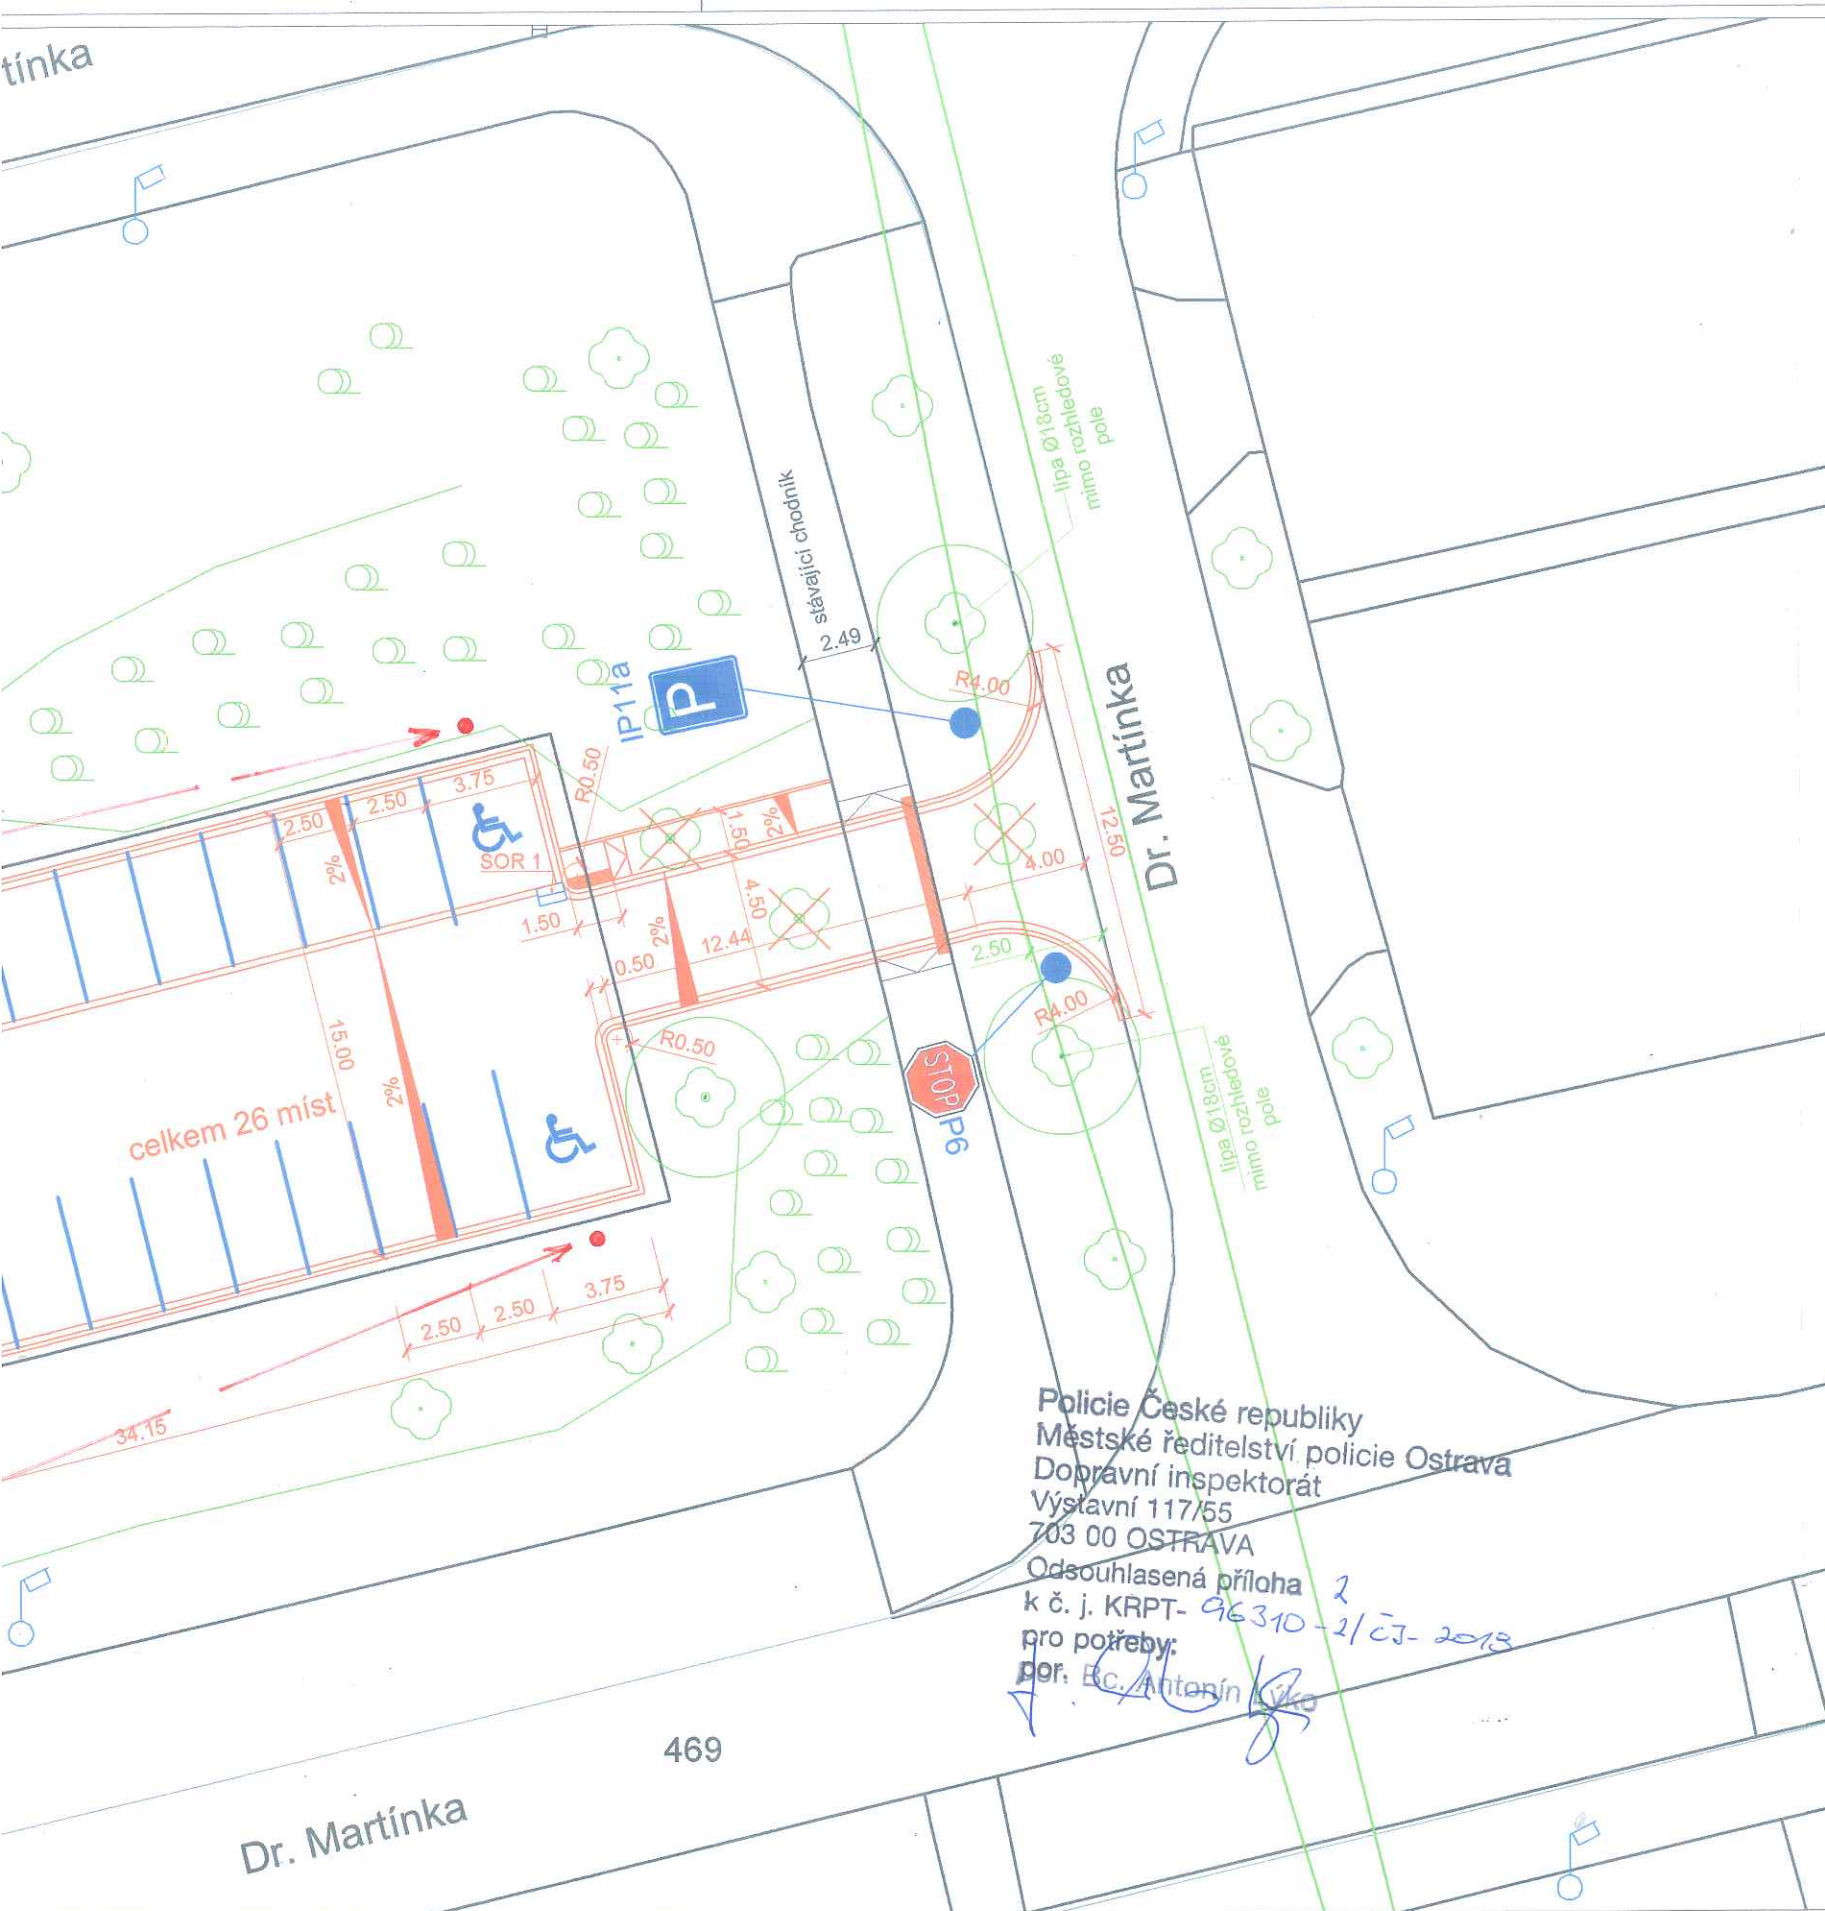 tínka
lípa Ø18cm
mimo rozhledové
pole
stávající chodník
2.49
IP11a
P
R4.00
Dr. Martínka
12.50
R0.50
3.75
2.50
2.50
2%
SOR 1
1.50
2%
4.00
1.50
4.50
2%
12.44
0.50
2.50
R4.00
R0.50
15.00
2%
celkem 26 míst
STOP
P6
lípa Ø18cm
mimo rozhledové
pole
3.75
2.50
2.50
34.15
Policie České republiky
Městské ředitelství policie Ostrava
Dopravní inspektorát
Výstavní 117/55
703 00 OSTRAVA
Odsouhlasená příloha 2
k č. j. KRPT- 96310-2/ČJ-2013
pro potřeby:
por. Bc. Antonín Lýko
469
Dr. Martínka